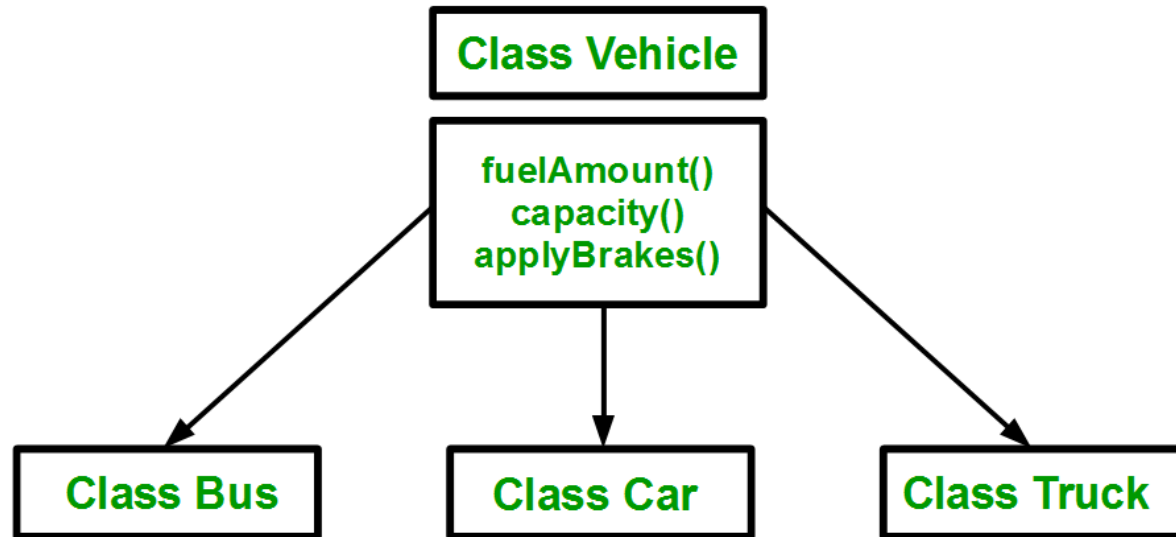 Class Vehicle
fuelAmount()
capacity()
applyBrakes()
Class Bus
Class Car
Class Truck